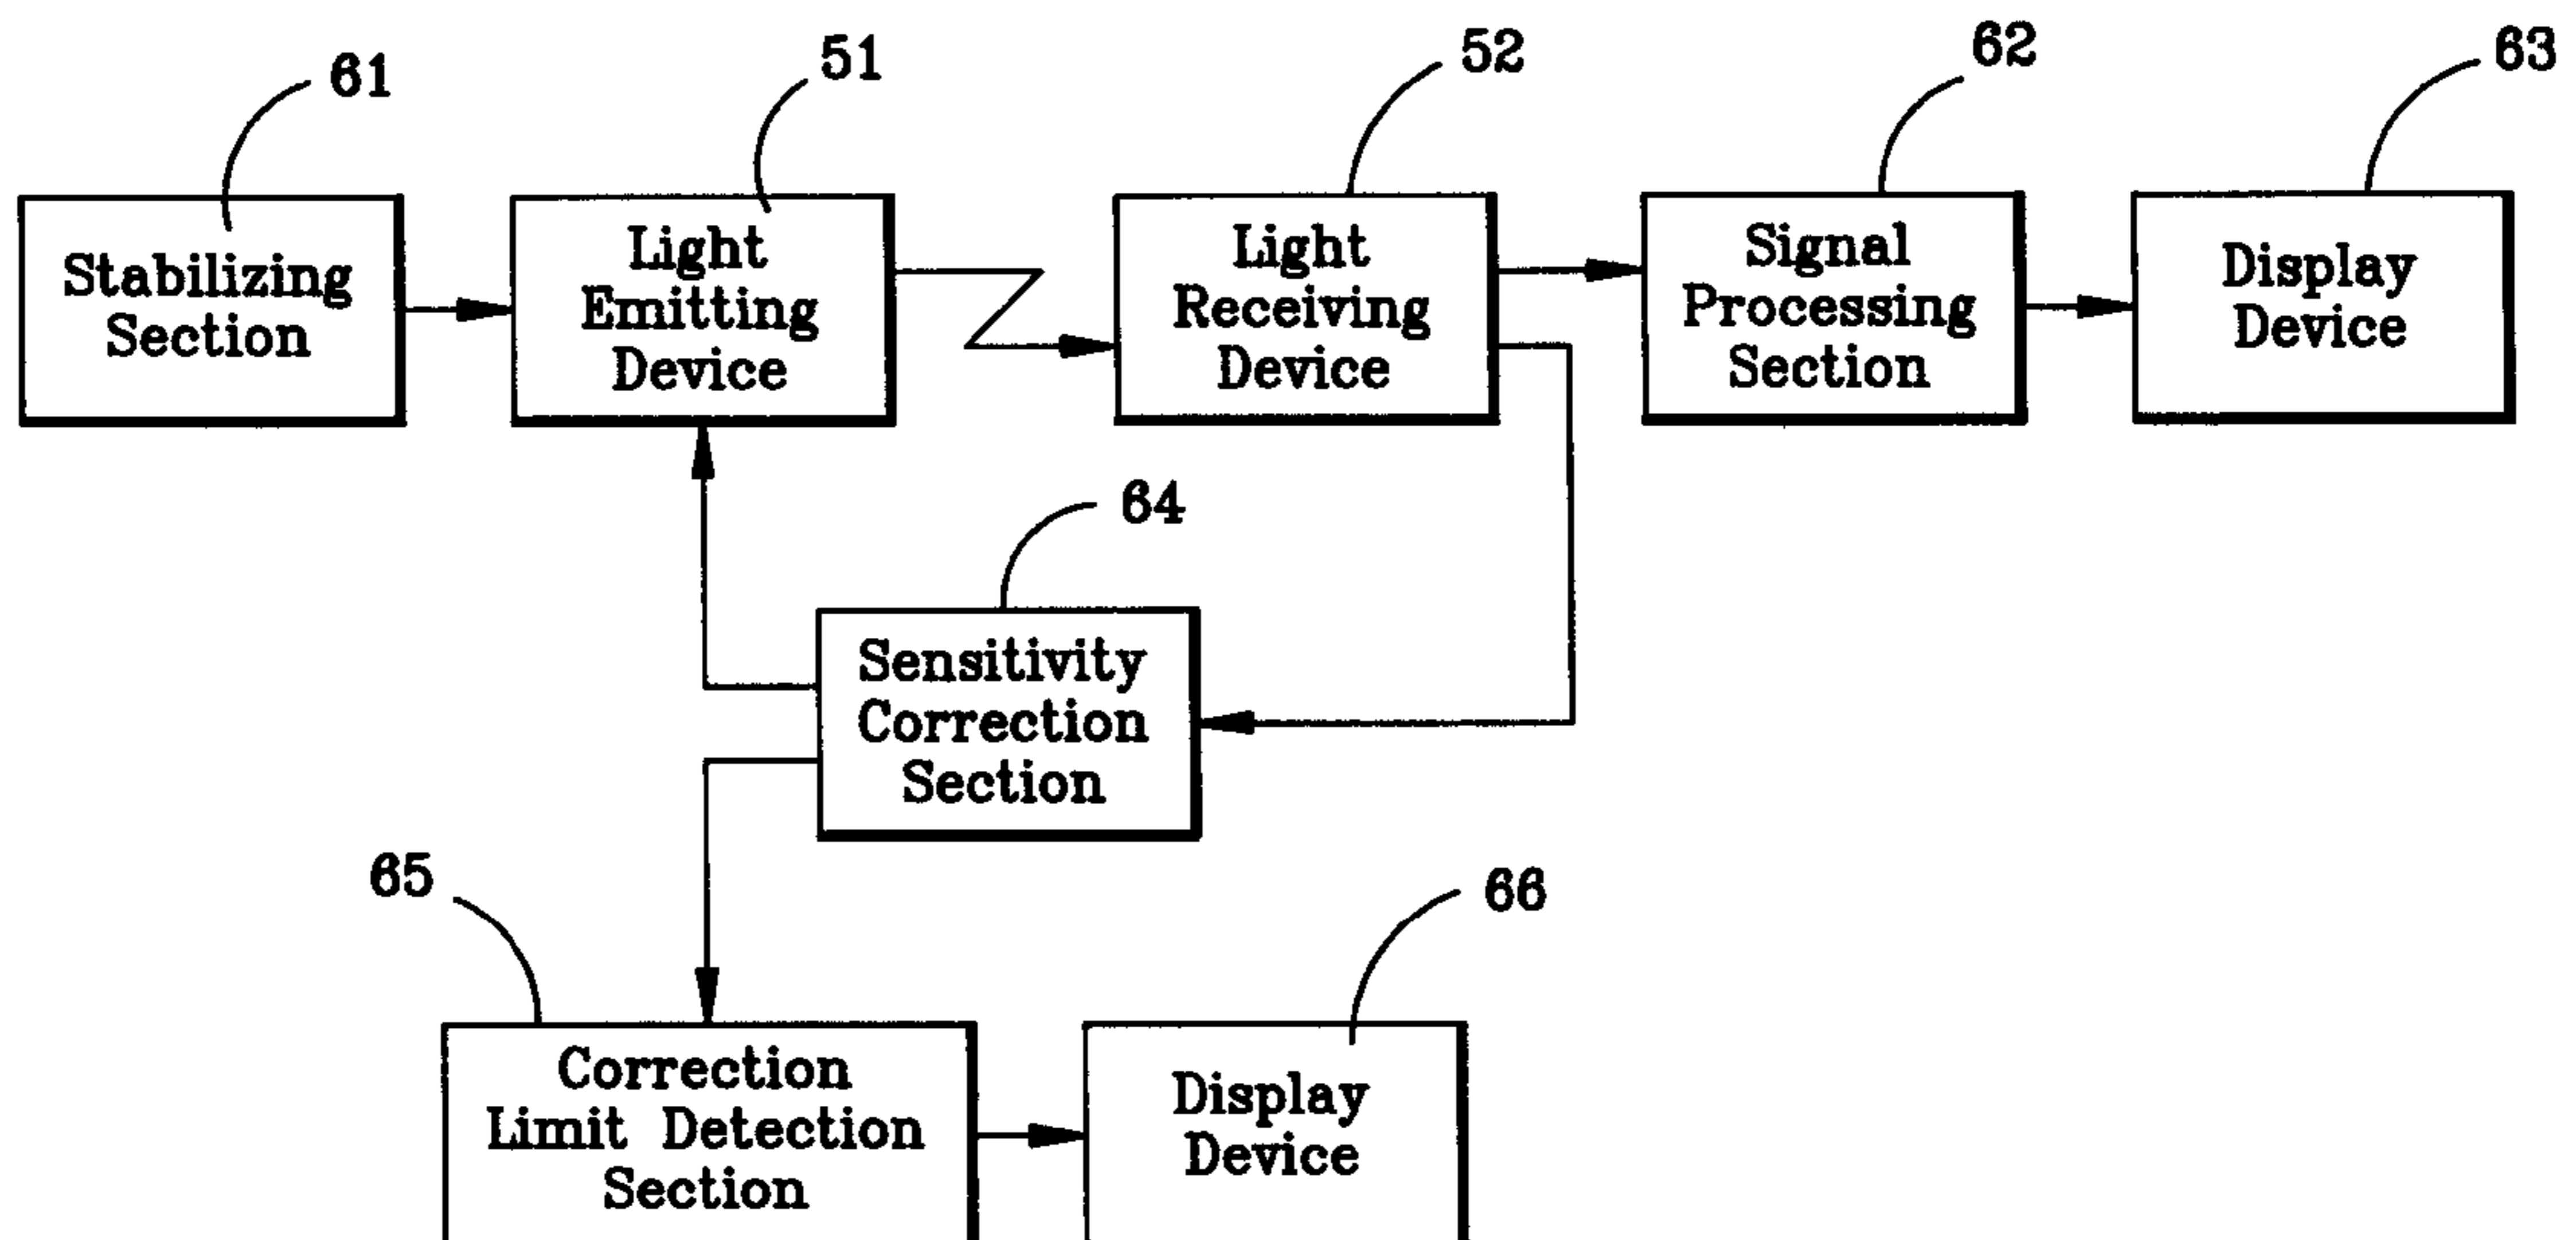 61
51
52
62
63
Stabilizing
Section
Light
Emitting
Device
Light
Receiving
Device
Signal
Processing
Section
Display
Device
64
Sensitivity
Correction
Section
65
66
Correction
Limit Detection
Section
Display
Device